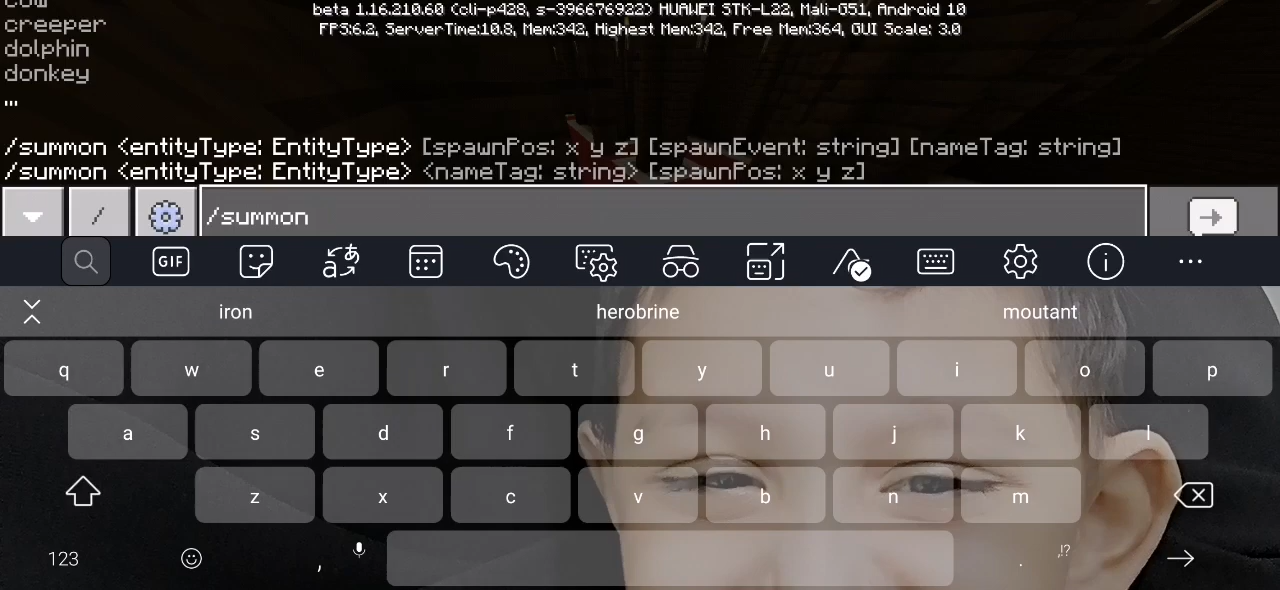 cow
creeper
dolphin
donkey
...
beta 1.16.210.60 (cli-p428, s-396676922) HUAWEI STK-L22, Mali-G51, Android 10
FPS:6.2, ServerTime:10.8, Mem:342, Highest Mem:342, Free Mem:364, GUI Scale: 3.0
/summon <entityType: EntityType> [spawnPos: x y z] [spawnEvent: string] [nameTag: string]
/summon <entityType: EntityType> <nameTag: string> [spawnPos: x y z]
/ /summon
GIF
iron herobrine moutant
q w e r t y u i o p
a s d f g h j k l
z x c v b n m
123 , . ,!?